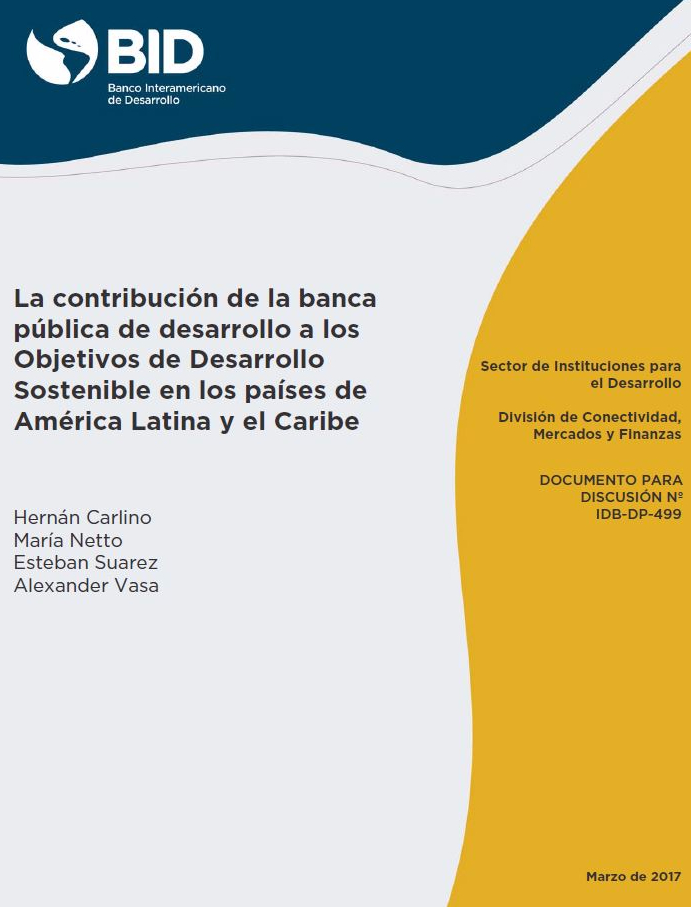 BID
Banco Interamericano
de Desarrollo
La contribución de la banca
pública de desarrollo a los
Objetivos de Desarrollo
Sostenible en los países de
América Latina y el Caribe
Hernán Carlino
María Netto
Esteban Suarez
Alexander Vasa
Sector de Instituciones para
el Desarrollo
División de Conectividad,
Mercados y Finanzas
DOCUMENTO PARA
DISCUSIÓN Nº
IDB-DP-499
Marzo de 2017